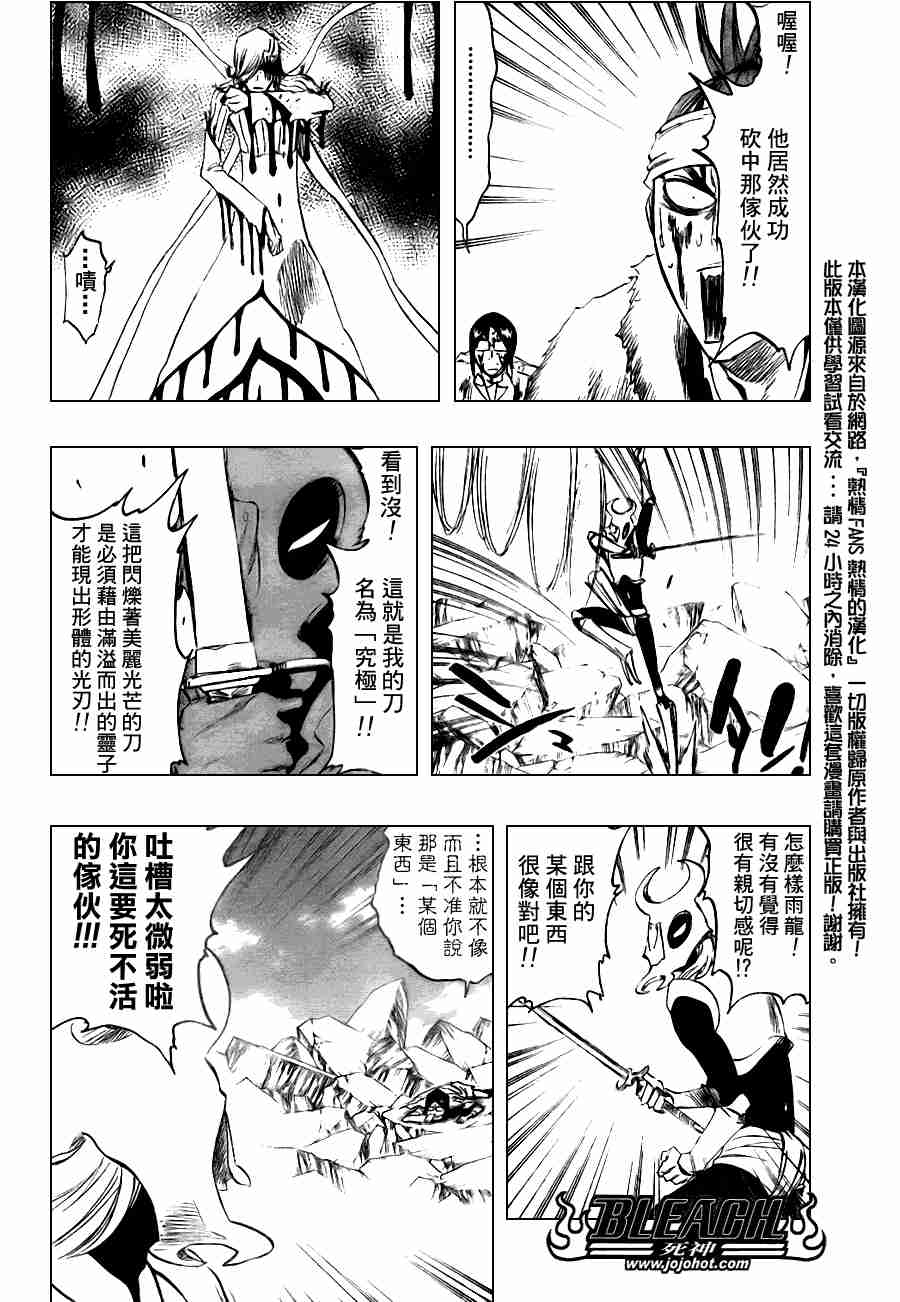 喔喔！
他居然成功
砍中那傢伙了!!
…………
…嘖…
看到沒！
這就是我的刀
名為「究極」!!
這把閃爍著美麗光芒的刀
是必須藉由滿溢而出的靈子
才能現出形體的光刃!!
怎麼樣雨龍！
有沒有覺得
很有親切感呢!?
跟你的
某個東西
很像對吧!!
…根本就不像
而且不准你說
那是「某個
東西」…
吐槽太微弱啦
你這要死不活
的傢伙!!!
BLEACH
死神
www.jojohot.com
本漢化圖源來自於網路，『熱情FANS 熱情的漢化』一切版權歸原作者與出版社擁有！
此版本僅供學習試看交流… 請 24 小時之內消除，喜歡這套漫畫請購買正版！謝謝。